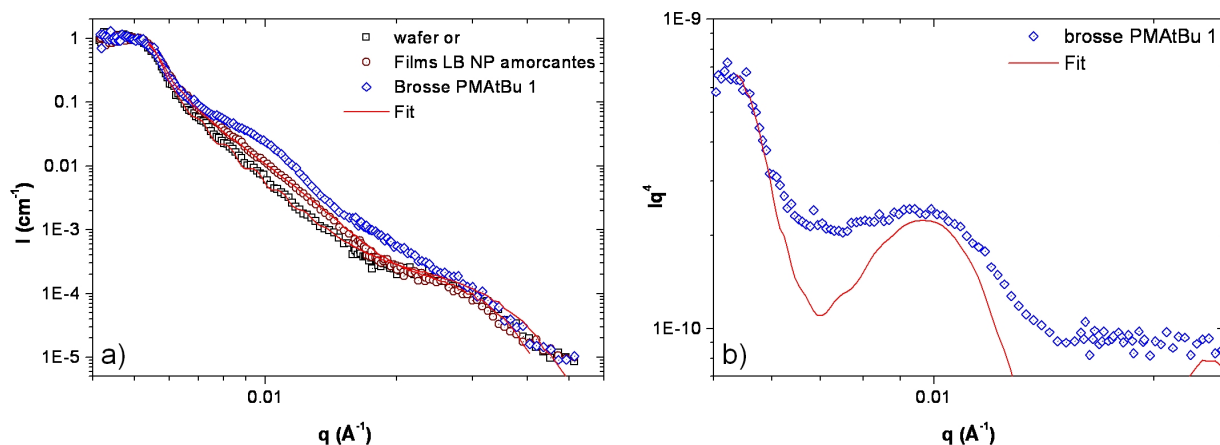 1
0.1
0.01
1E-3
1E-4
1E-5
I (cm⁻¹)
wafer or
Films LB NP amorcantes
Brosse PMAtBu 1
Fit
a)
0.01
q (Å⁻¹)
1E-9
1E-10
Iq⁴
brosse PMAtBu 1
Fit
b)
0.01
q (Å⁻¹)